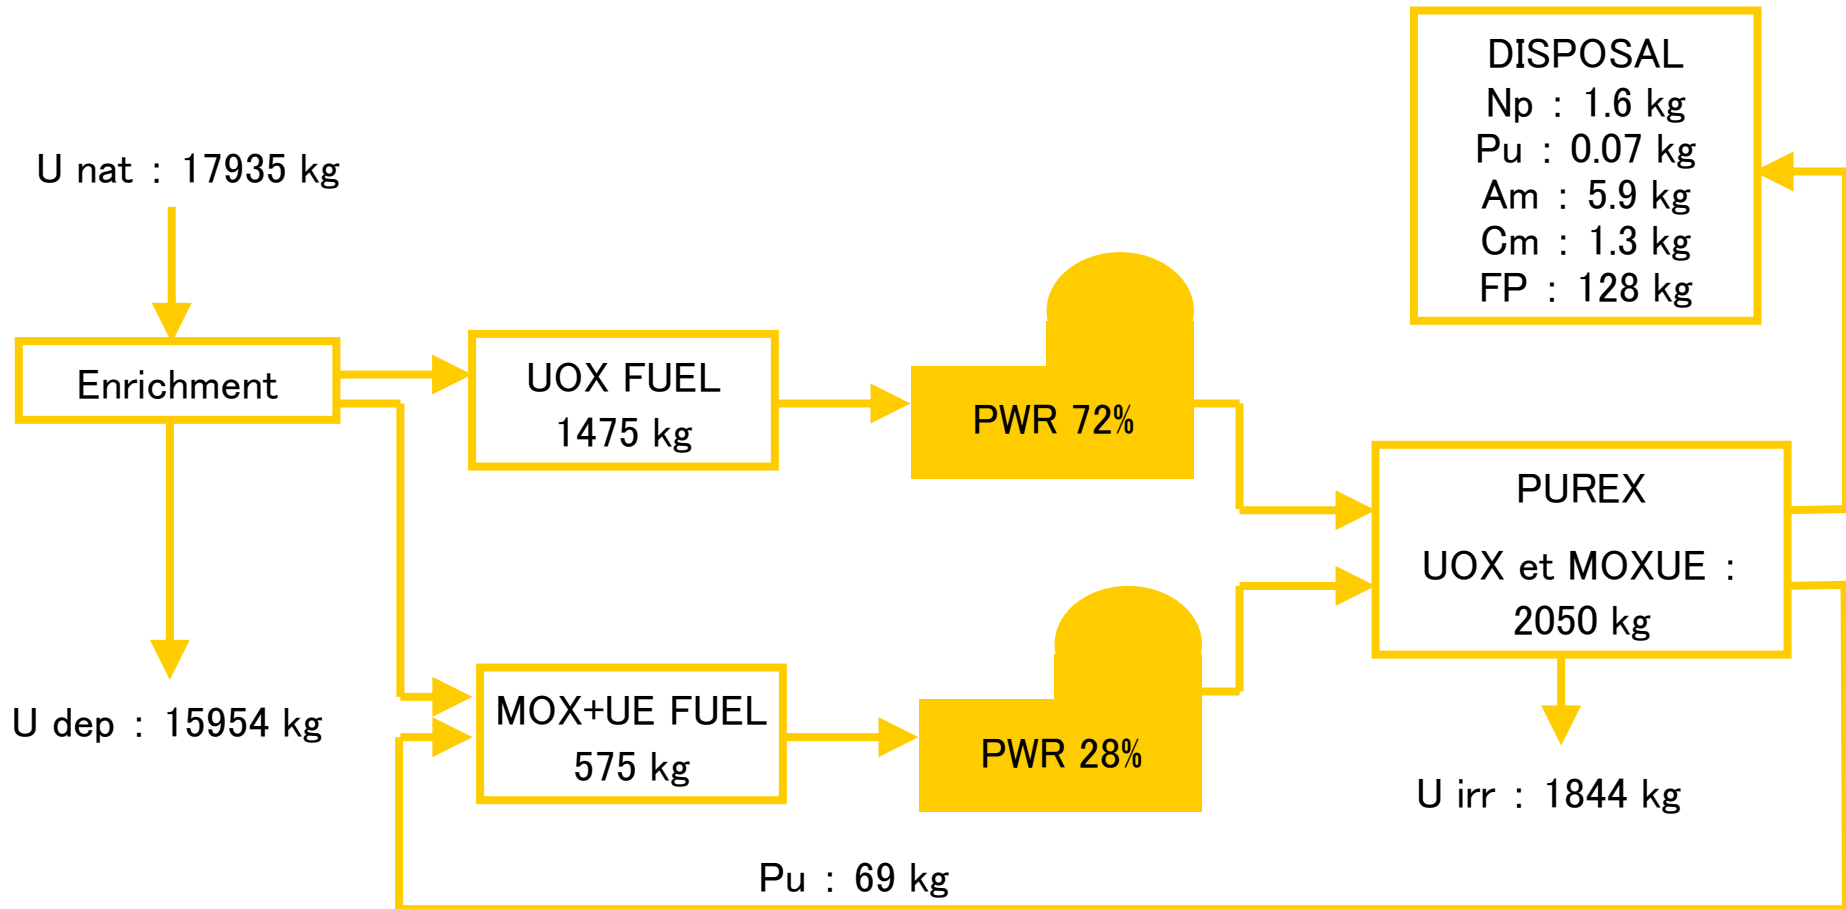 DISPOSAL
Np : 1.6 kg
Pu : 0.07 kg
Am : 5.9 kg
Cm : 1.3 kg
FP : 128 kg
U nat : 17935 kg
Enrichment
UOX FUEL
1475 kg
PWR 72%
PUREX
UOX et MOXUE :
2050 kg
U dep : 15954 kg
MOX+UE FUEL
575 kg
PWR 28%
U irr : 1844 kg
Pu : 69 kg